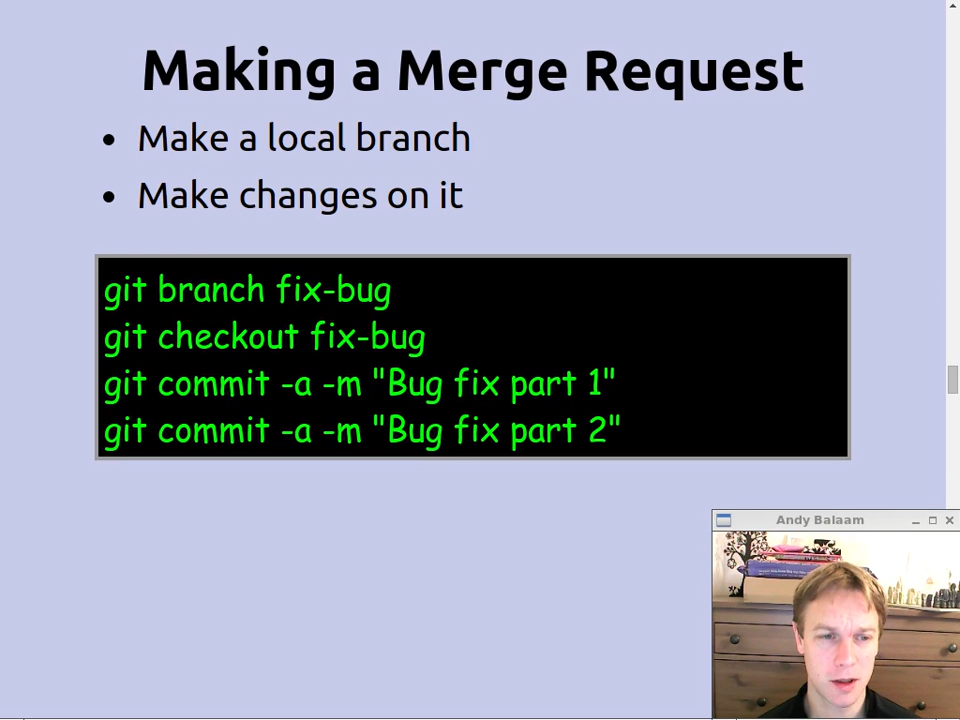 Making a Merge Request
• Make a local branch
• Make changes on it
git branch fix-bug
git checkout fix-bug
git commit -a -m "Bug fix part 1"
git commit -a -m "Bug fix part 2"
Andy Balaam